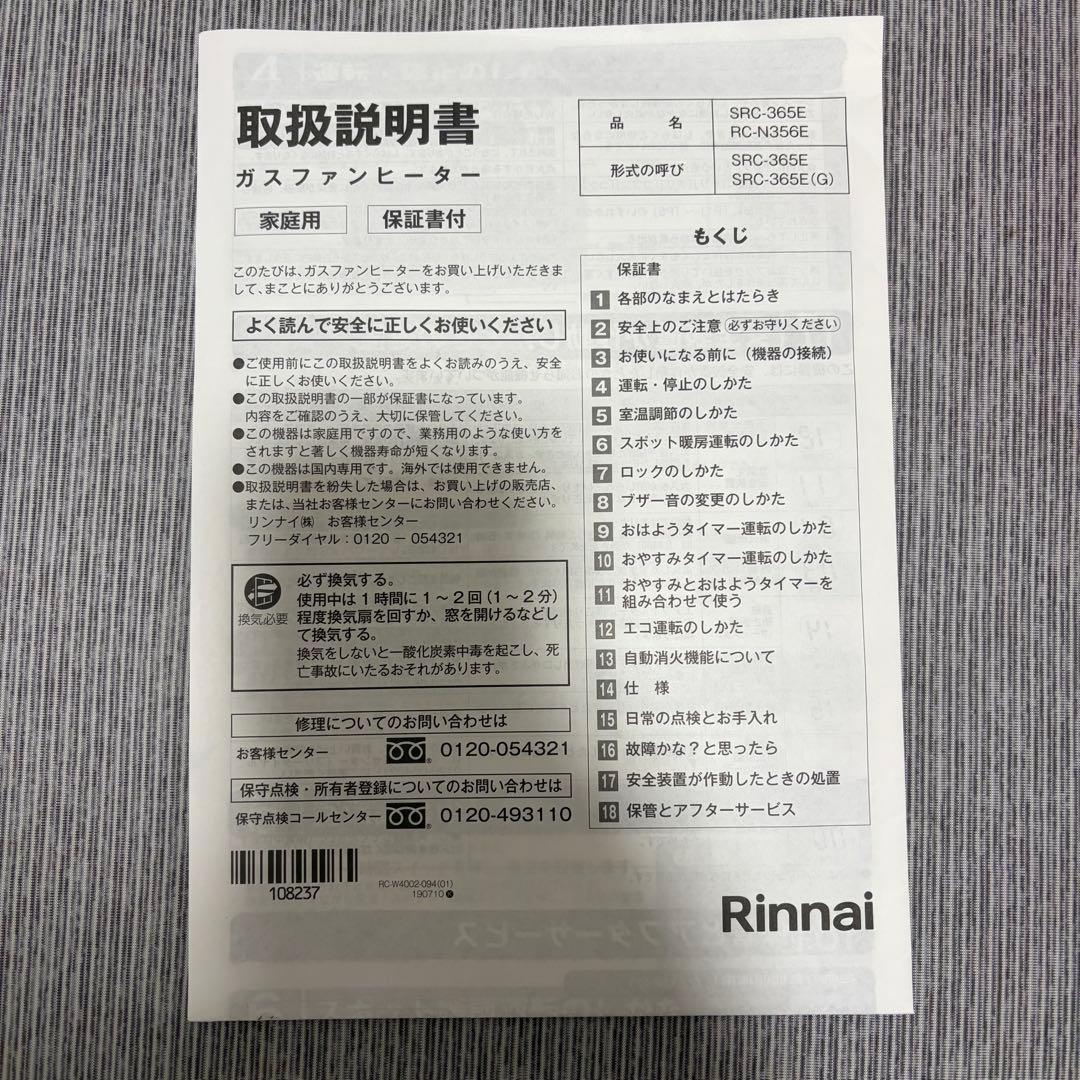 取扱説明書
ガスファンヒーター
家庭用 保証書付
品 名 SRC-365E
RC-N356E
形式の呼び SRC-365E
SRC-365E(G)
このたびは、ガスファンヒーターをお買い上げいただきま
して、まことにありがとうございます。
よく読んで安全に正しくお使いください
●ご使用前にこの取扱説明書をよくお読みのうえ、安全
に正しくお使いください。
●この取扱説明書の一部が保証書になっています。
内容をご確認のうえ、大切に保管してください。
●この機器は家庭用ですので、業務用のような使い方を
されますと著しく機器寿命が短くなります。
●この機器は国内専用です。海外では使用できません。
●取扱説明書を紛失した場合は、お買い上げの販売店、
または、当社お客様センターにお問い合わせください。
リンナイ㈱ お客様センター
フリーダイヤル：0120 － 054321
換気必要
必ず換気する。
使用中は１時間に１～２回（１～２分）
程度換気扇を回すか、窓を開けるなどし
て換気する。
換気をしないと一酸化炭素中毒を起こし、死
亡事故にいたるおそれがあります。
修理についてのお問い合わせは
お客様センター 0120-054321
保守点検・所有者登録についてのお問い合わせは
保守点検コールセンター 0120-493110
108237
RC-W4002-094(01)
190710Ⓚ
もくじ
保証書
1 各部のなまえとはたらき
2 安全上のご注意 必ずお守りください
3 お使いになる前に（機器の接続）
4 運転・停止のしかた
5 室温調節のしかた
6 スポット暖房運転のしかた
7 ロックのしかた
8 ブザー音の変更のしかた
9 おはようタイマー運転のしかた
10 おやすみタイマー運転のしかた
11 おやすみとおはようタイマーを
組み合わせて使う
12 エコ運転のしかた
13 自動消火機能について
14 仕 様
15 日常の点検とお手入れ
16 故障かな？と思ったら
17 安全装置が作動したときの処置
18 保管とアフターサービス
Rinnai